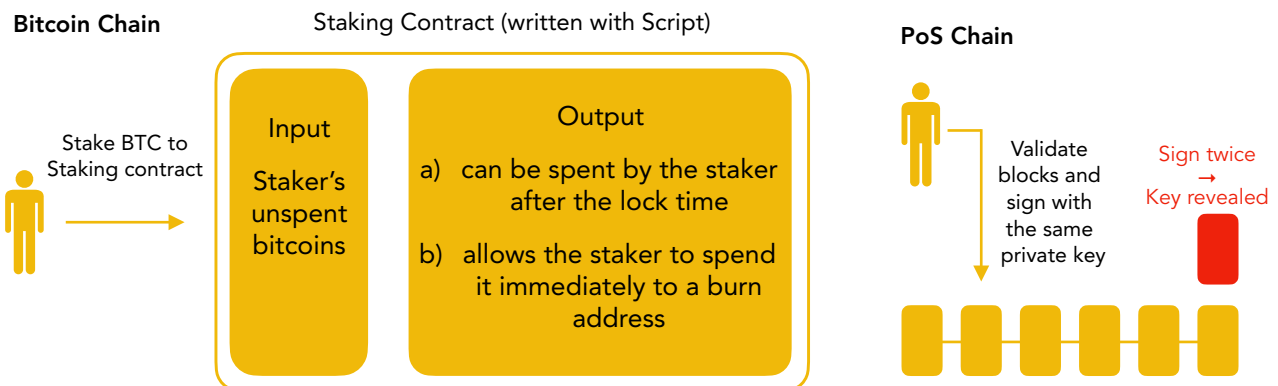 Bitcoin Chain
Staking Contract (written with Script)
PoS Chain
Stake BTC to
Staking contract
Input
Staker’s
unspent
bitcoins
Output
a) can be spent by the staker
after the lock time
b) allows the staker to spend
it immediately to a burn
address
Validate
blocks and
sign with
the same
private key
Sign twice
→
Key revealed